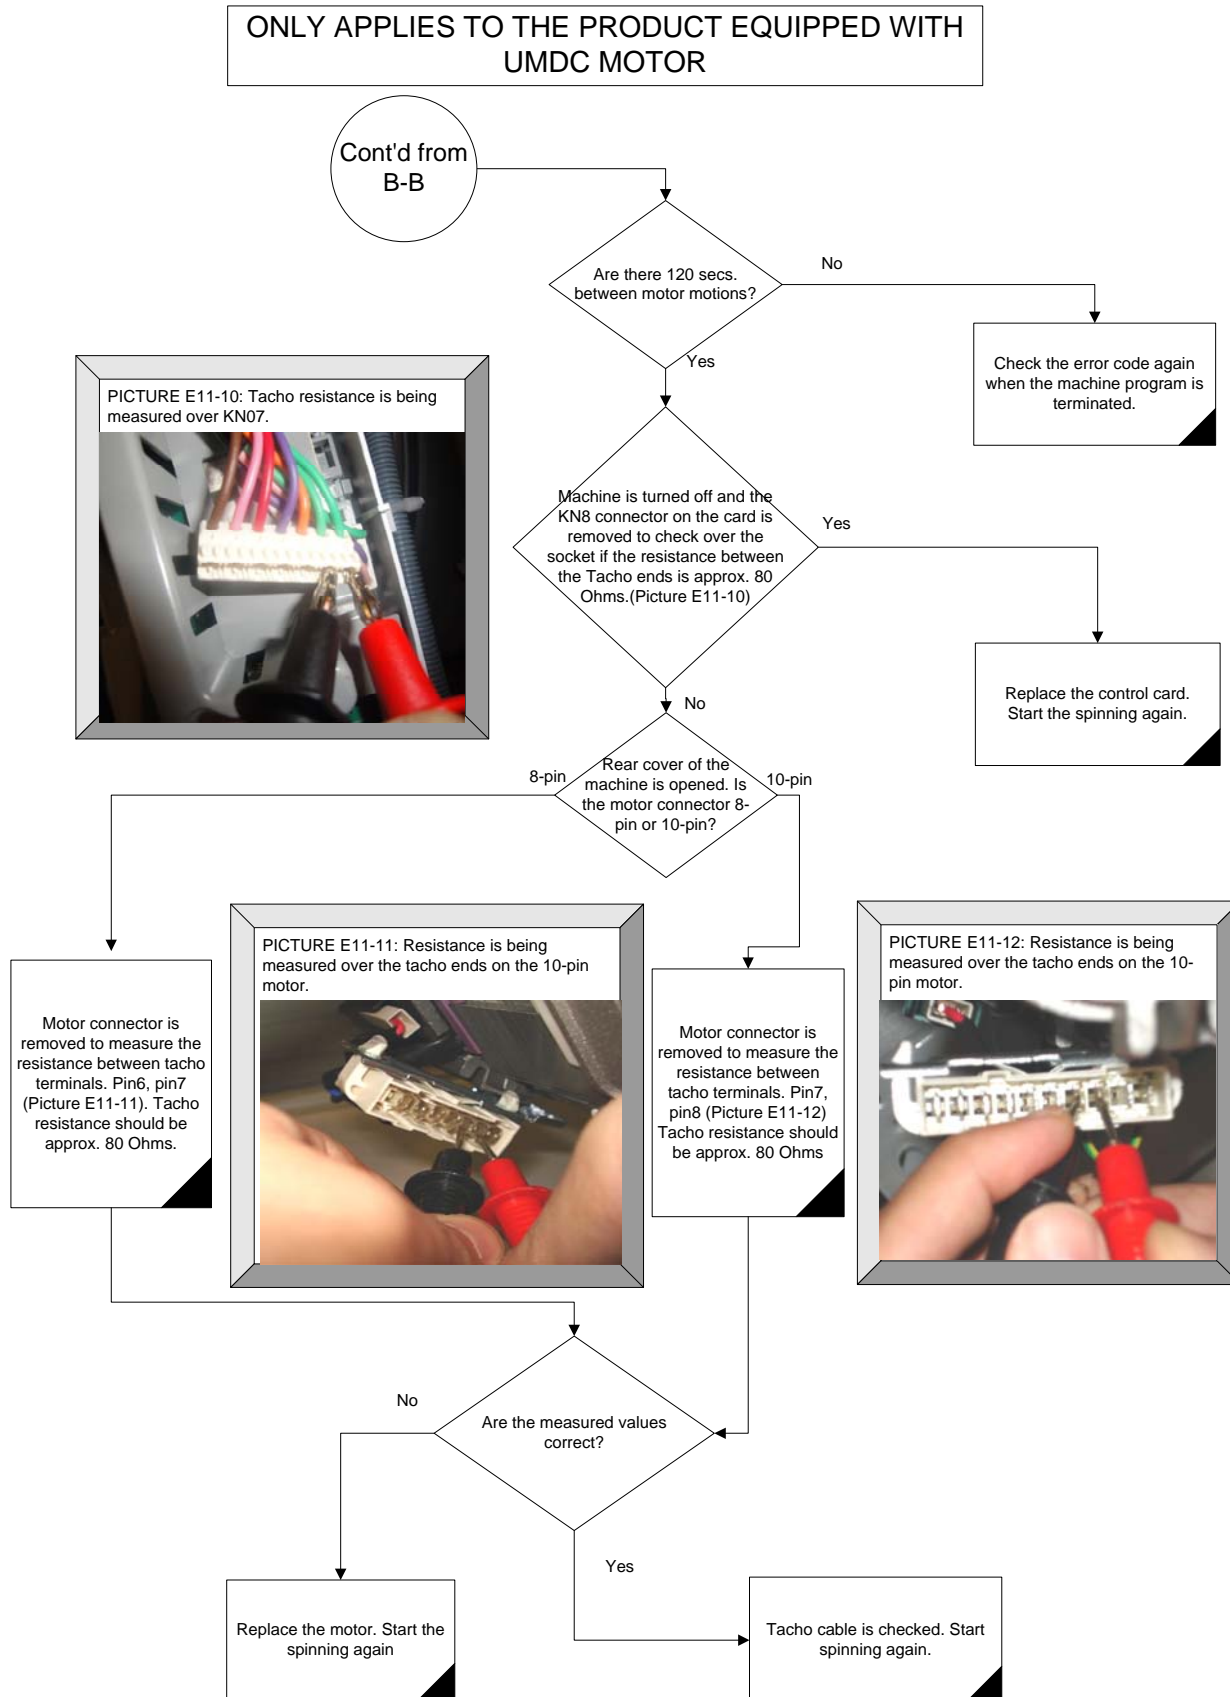 ONLY APPLIES TO THE PRODUCT EQUIPPED WITH
UMDC MOTOR
Cont'd from
B-B
Are there 120 secs.
between motor motions?
No
Yes
Check the error code again
when the machine program is
terminated.
PICTURE E11-10: Tacho resistance is being
measured over KN07.
Machine is turned off and the
KN8 connector on the card is
removed to check over the
socket if the resistance between
the Tacho ends is approx. 80
Ohms.(Picture E11-10)
Yes
No
Replace the control card.
Start the spinning again.
Rear cover of the
machine is opened. Is
the motor connector 8-
pin or 10-pin?
8-pin
10-pin
Motor connector is
removed to measure the
resistance between tacho
terminals. Pin6, pin7
(Picture E11-11). Tacho
resistance should be
approx. 80 Ohms.
PICTURE E11-11: Resistance is being
measured over the tacho ends on the 10-pin
motor.
Motor connector is
removed to measure the
resistance between
tacho terminals. Pin7,
pin8 (Picture E11-12)
Tacho resistance should
be approx. 80 Ohms
PICTURE E11-12: Resistance is being
measured over the tacho ends on the 10-
pin motor.
Are the measured values
correct?
No
Yes
Replace the motor. Start the
spinning again
Tacho cable is checked. Start
spinning again.